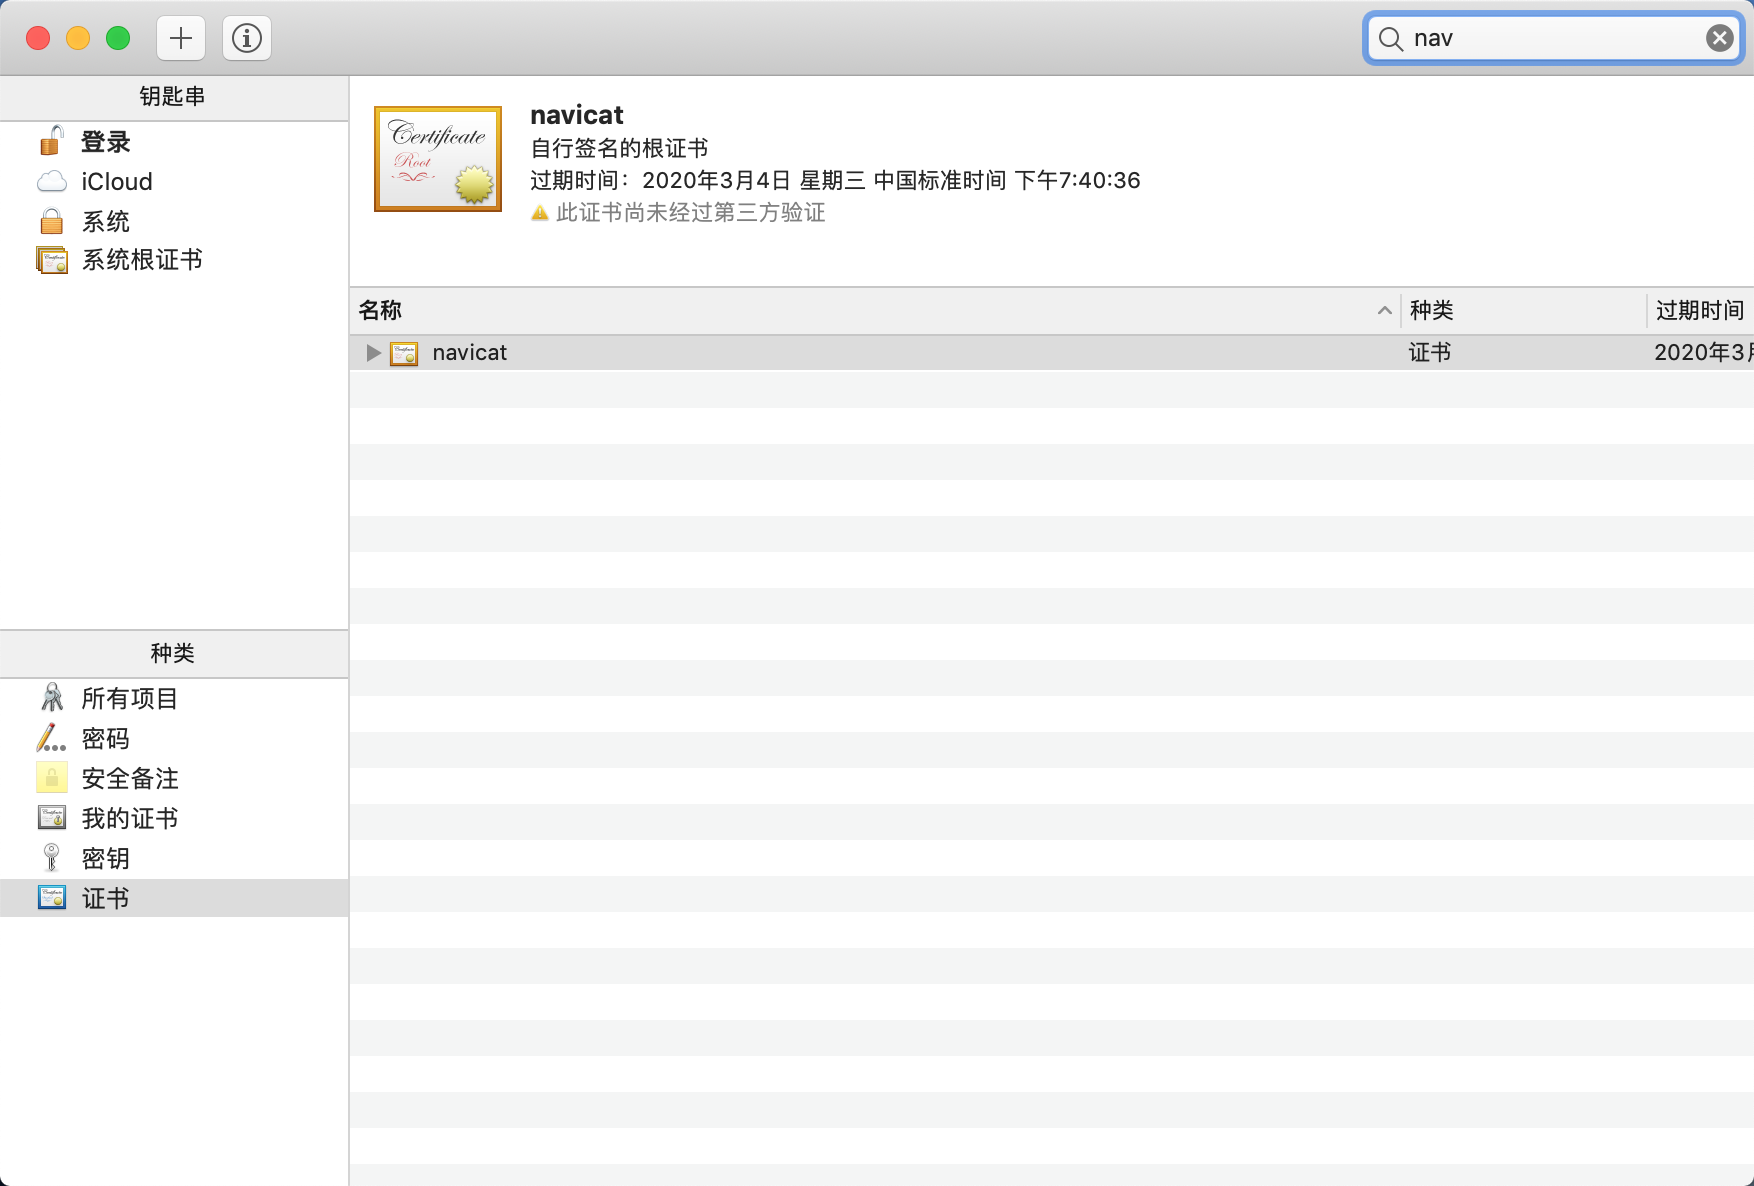 nav
钥匙串
登录
iCloud
系统
系统根证书
Certificate
Root
navicat
自行签名的根证书
过期时间：2020年3月4日 星期三 中国标准时间 下午7:40:36
此证书尚未经过第三方验证
名称 种类 过期时间
navicat 证书 2020年3月
种类
所有项目
密码
安全备注
我的证书
密钥
证书